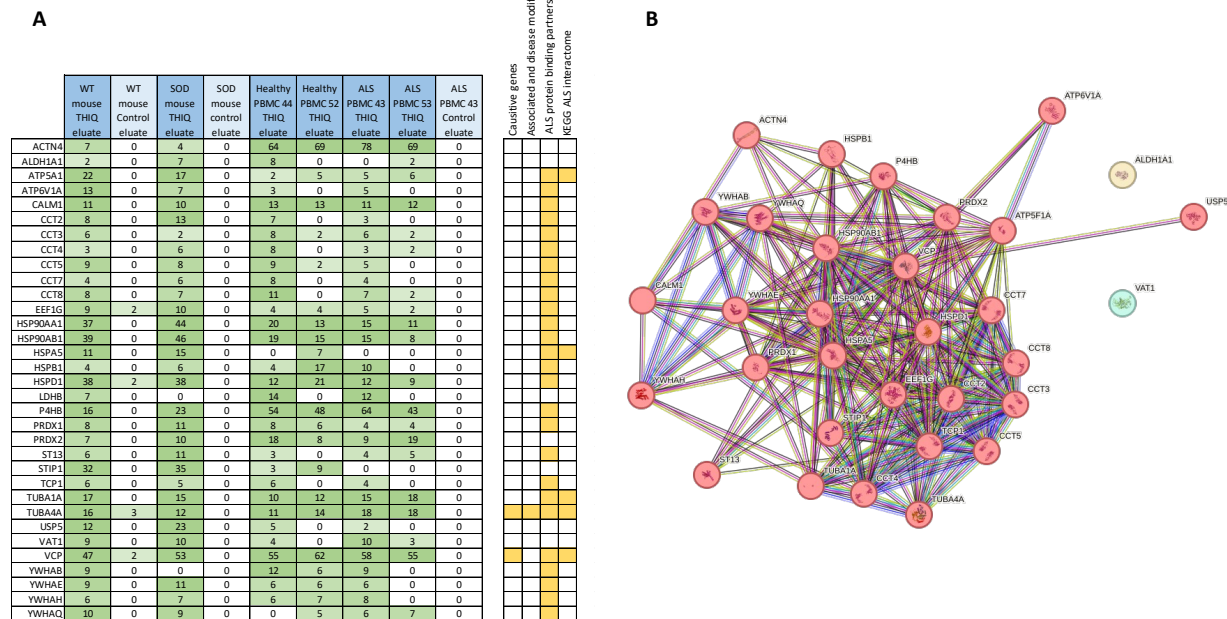 A
B
Causitive genes
Associated and disease modif
ALS protein binding partners
KEGG ALS interactome
WT mouse THIQ eluate
WT mouse Control eluate
SOD mouse THIQ eluate
SOD mouse control eluate
Healthy PBMC 44 THIQ eluate
Healthy PBMC 52 THIQ eluate
ALS PBMC 43 THIQ eluate
ALS PBMC 53 THIQ eluate
ALS PBMC 43 Control eluate
ACTN4 7 0 4 0 64 69 78 69 0
ALDH1A1 2 0 7 0 8 0 0 2 0
ATP5A1 22 0 17 0 2 5 5 6 0
ATP6V1A 13 0 7 0 3 0 5 0 0
CALM1 11 0 10 0 13 13 11 12 0
CCT2 8 0 13 0 7 0 3 0 0
CCT3 6 0 2 0 8 2 6 2 0
CCT4 3 0 6 0 8 0 3 2 0
CCT5 9 0 8 0 9 2 5 0 0
CCT7 4 0 6 0 8 0 4 0 0
CCT8 8 0 7 0 11 0 7 2 0
EEF1G 9 2 10 0 4 4 5 2 0
HSP90AA1 37 0 44 0 20 13 15 11 0
HSP90AB1 39 0 46 0 19 15 15 8 0
HSPA5 11 0 15 0 0 7 0 0 0
HSPB1 4 0 6 0 4 17 10 0 0
HSPD1 38 2 38 0 12 21 12 9 0
LDHB 7 0 0 0 14 0 12 0 0
P4HB 16 0 23 0 54 48 64 43 0
PRDX1 8 0 11 0 8 6 4 4 0
PRDX2 7 0 10 0 18 8 9 19 0
ST13 6 0 11 0 3 0 4 5 0
STIP1 32 0 35 0 3 9 0 0 0
TCP1 6 0 5 0 6 0 4 0 0
TUBA1A 17 0 15 0 10 12 15 18 0
TUBA4A 16 3 12 0 11 14 18 18 0
USP5 12 0 23 0 5 0 2 0 0
VAT1 9 0 10 0 4 0 10 3 0
VCP 47 2 53 0 55 62 58 55 0
YWHAB 9 0 0 0 12 6 9 0 0
YWHAE 9 0 11 0 6 6 6 0 0
YWHAH 6 0 7 0 6 7 8 0 0
YWHAQ 10 0 9 0 0 5 6 7 0
ATP6V1A
ACTN4
HSPB1
P4HB
ALDH1A1
YWHAB
YWHAQ
PRDX2
ATP5F1A
USP5
HSP90AB1
VCP
CALM1
YWHAE
HSP90AA1
CCT7
VAT1
HSPD1
PRDX1
HSPA5
CCT8
YWHAH
EEF1G
CCT2
CCT3
STIP1
TCP1
CCT5
ST13
TUBA1A
CCT4
TUBA4A